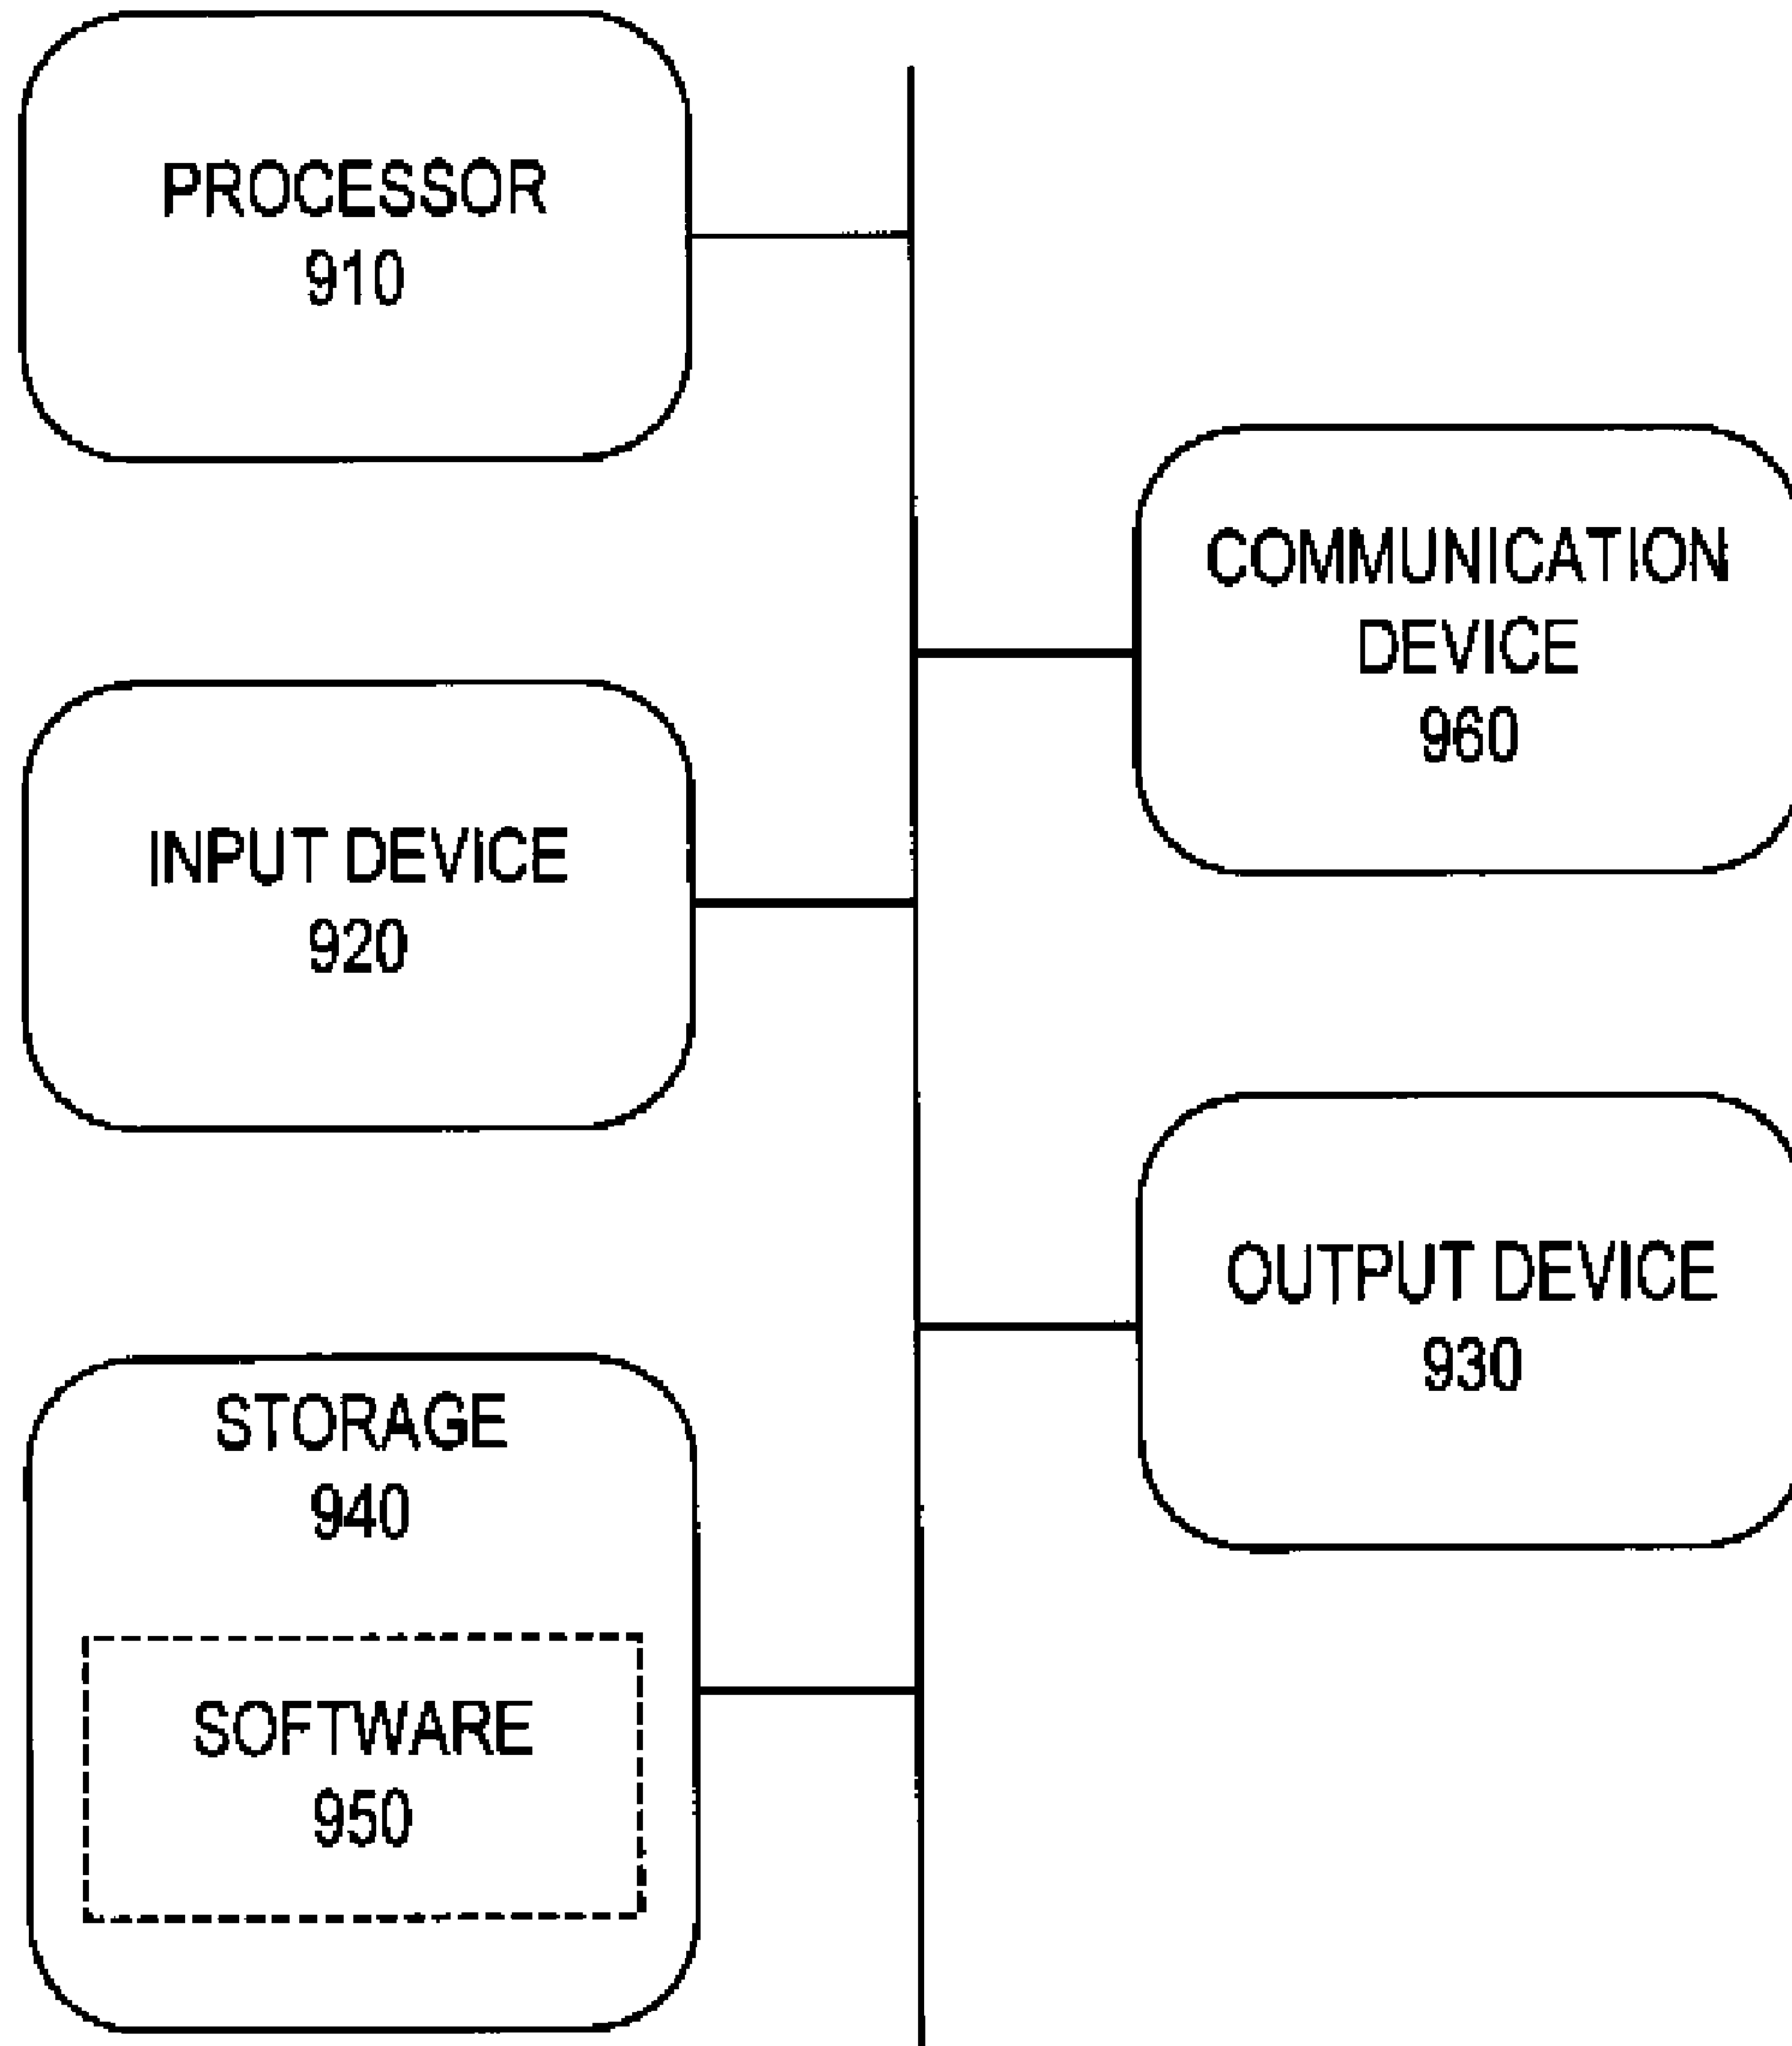 PROCESSOR
910
COMMUNICATION
DEVICE
960
INPUT DEVICE
920
OUTPUT DEVICE
930
STORAGE
940
SOFTWARE
950